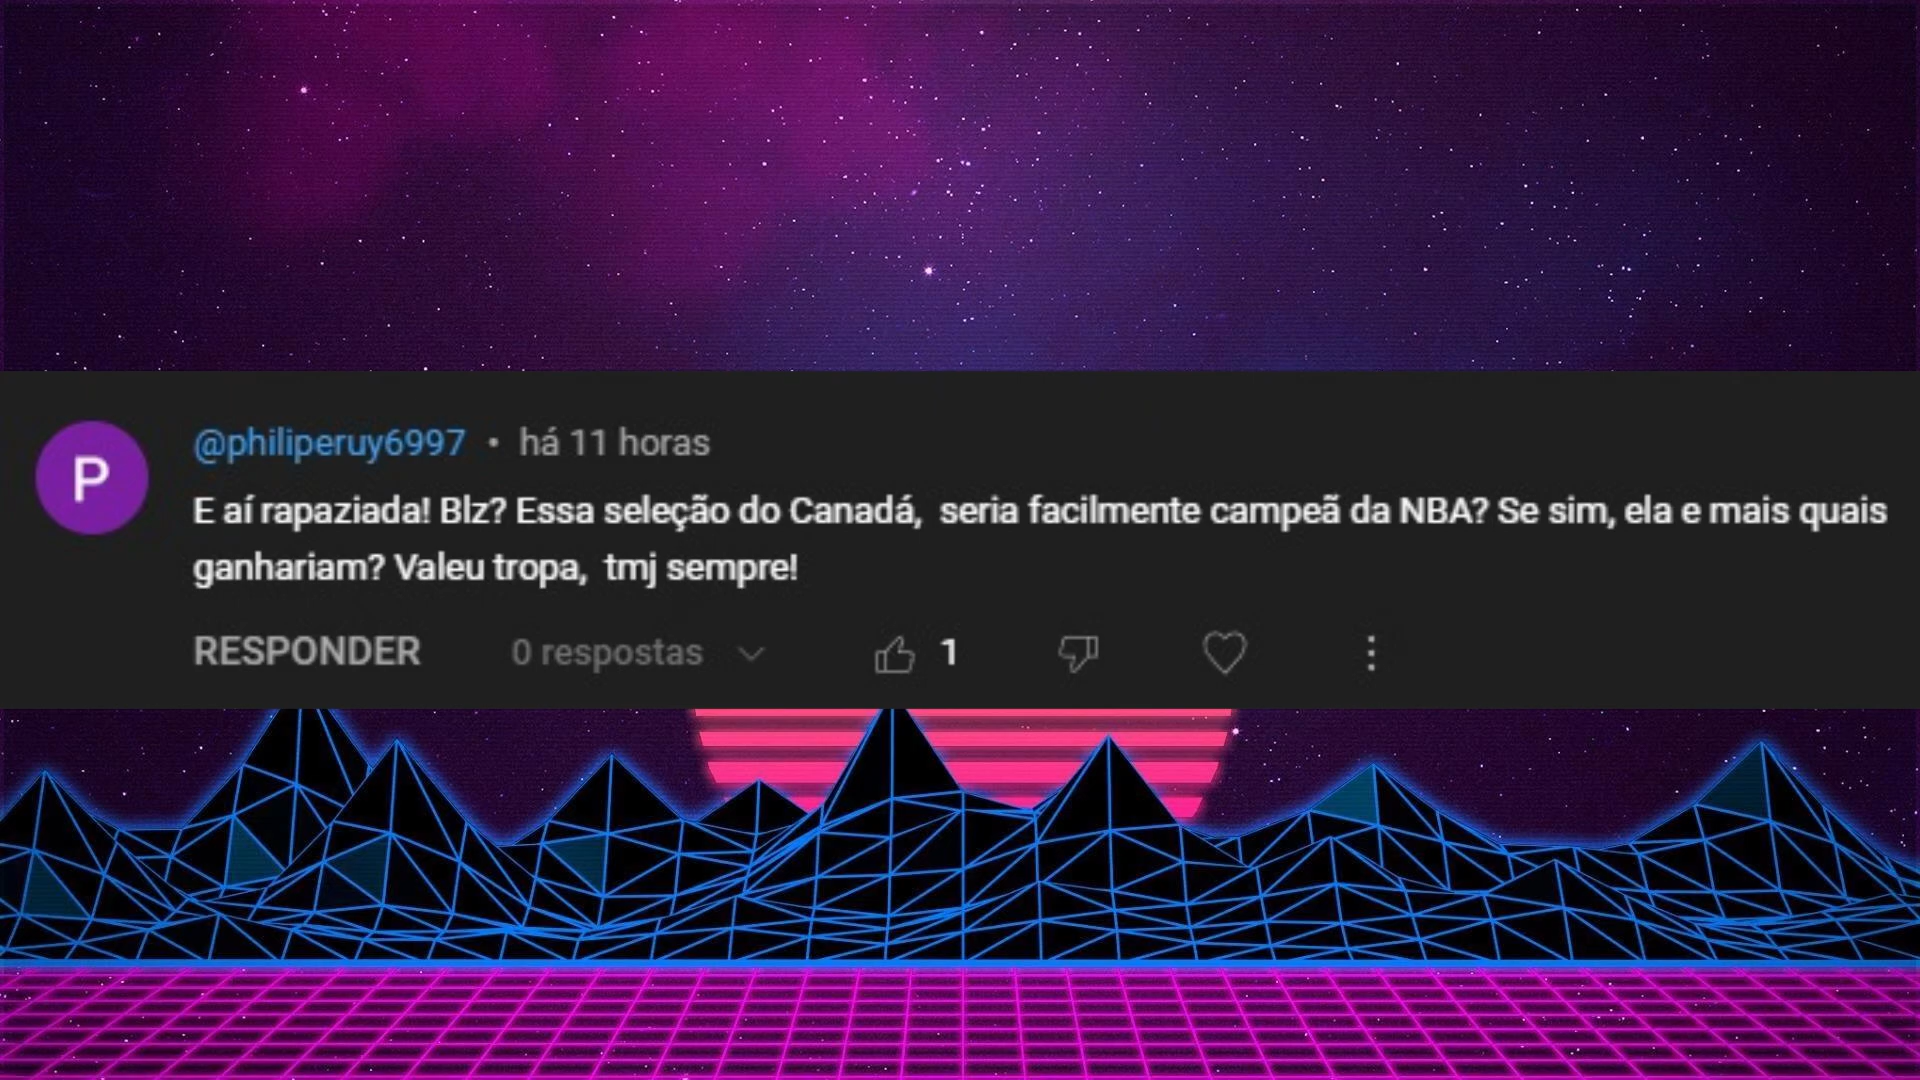 P
@philiperuy6997 • há 11 horas
E aí rapaziada! Blz? Essa seleção do Canadá,  seria facilmente campeã da NBA? Se sim, ela e mais quais
ganhariam? Valeu tropa,  tmj sempre!
RESPONDER 0 respostas 1